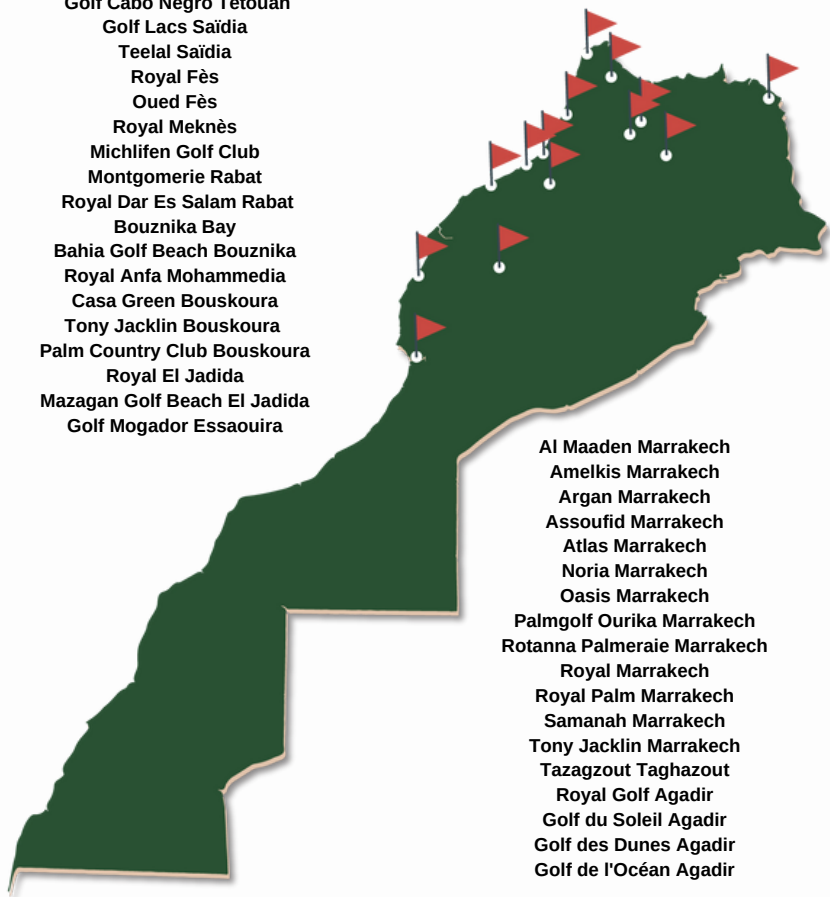 Golf Cabo Negro Tétouan
Golf Lacs Saïdia
Teelal Saïdia
Royal Fès
Oued Fès
Royal Meknès
Michlifen Golf Club
Montgomerie Rabat
Royal Dar Es Salam Rabat
Bouznika Bay
Bahia Golf Beach Bouznika
Royal Anfa Mohammedia
Casa Green Bouskoura
Tony Jacklin Bouskoura
Palm Country Club Bouskoura
Royal El Jadida
Mazagan Golf Beach El Jadida
Golf Mogador Essaouira
Al Maaden Marrakech
Amelkis Marrakech
Argan Marrakech
Assoufid Marrakech
Atlas Marrakech
Noria Marrakech
Oasis Marrakech
Palmgolf Ourika Marrakech
Rotanna Palmeraie Marrakech
Royal Marrakech
Royal Palm Marrakech
Samanah Marrakech
Tony Jacklin Marrakech
Tazagzout Taghazout
Royal Golf Agadir
Golf du Soleil Agadir
Golf des Dunes Agadir
Golf de l'Océan Agadir